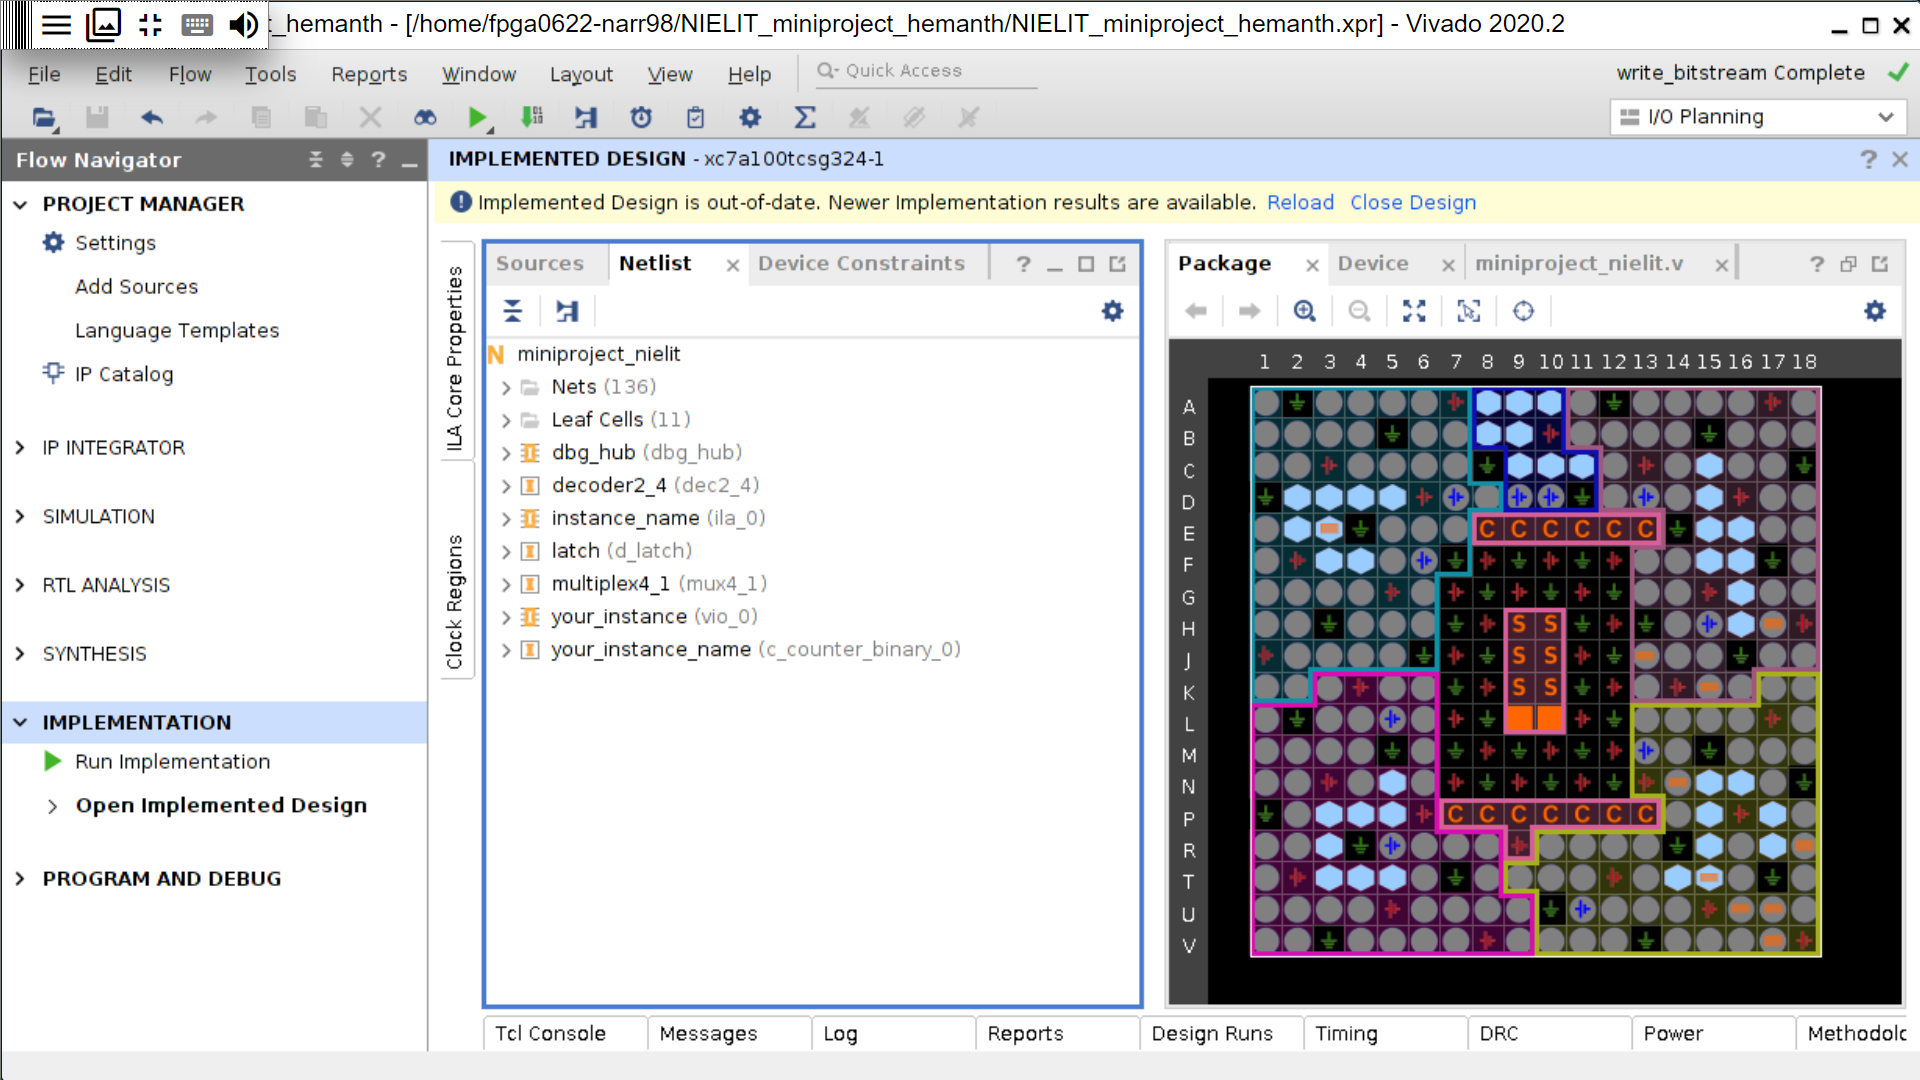 t_hemanth - [/home/fpga0622-narr98/NIELIT_miniproject_hemanth/NIELIT_miniproject_hemanth.xpr] - Vivado 2020.2
File Edit Flow Tools Reports Window Layout View Help Quick Access write_bitstream Complete
I/O Planning
Flow Navigator
PROJECT MANAGER
Settings
Add Sources
Language Templates
IP Catalog
IP INTEGRATOR
SIMULATION
RTL ANALYSIS
SYNTHESIS
IMPLEMENTATION
Run Implementation
Open Implemented Design
PROGRAM AND DEBUG
IMPLEMENTED DESIGN - xc7a100tcsg324-1
Implemented Design is out-of-date. Newer Implementation results are available. Reload Close Design
ILA Core Properties
Clock Regions
Sources Netlist Device Constraints
miniproject_nielit
Nets (136)
Leaf Cells (11)
dbg_hub (dbg_hub)
decoder2_4 (dec2_4)
instance_name (ila_0)
latch (d_latch)
multiplex4_1 (mux4_1)
your_instance (vio_0)
your_instance_name (c_counter_binary_0)
Package Device miniproject_nielit.v
1 2 3 4 5 6 7 8 9 10 11 12 13 14 15 16 17 18
A
B
C
D
E C C C C C C
F
G
H S S
J S S
K S S
L
M
N
P C C C C C C C
R
T
U
V
Tcl Console Messages Log Reports Design Runs Timing DRC Power Methodolo